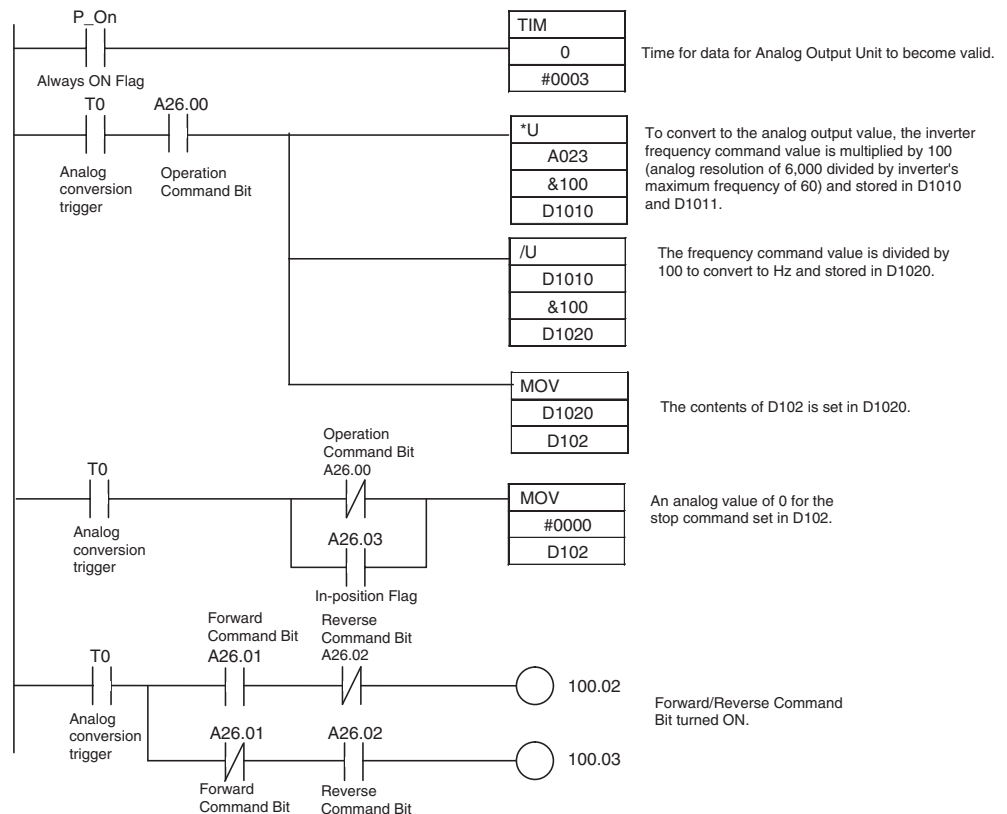 P_On
Always ON Flag
TIM
0
#0003
Time for data for Analog Output Unit to become valid.
T0
Analog
conversion
trigger
A26.00
Operation
Command Bit
*U
A023
&100
D1010
To convert to the analog output value, the inverter
frequency command value is multiplied by 100
(analog resolution of 6,000 divided by inverter's
maximum frequency of 60) and stored in D1010
and D1011.
/U
D1010
&100
D1020
The frequency command value is divided by
100 to convert to Hz and stored in D1020.
MOV
D1020
D102
The contents of D102 is set in D1020.
T0
Analog
conversion
trigger
Operation
Command Bit
A26.00
A26.03
In-position Flag
MOV
#0000
D102
An analog value of 0 for the
stop command set in D102.
T0
Analog
conversion
trigger
Forward
Command Bit
A26.01
Reverse
Command Bit
A26.02
100.02
Forward/Reverse Command
Bit turned ON.
A26.01
Forward
Command Bit
A26.02
Reverse
Command Bit
100.03